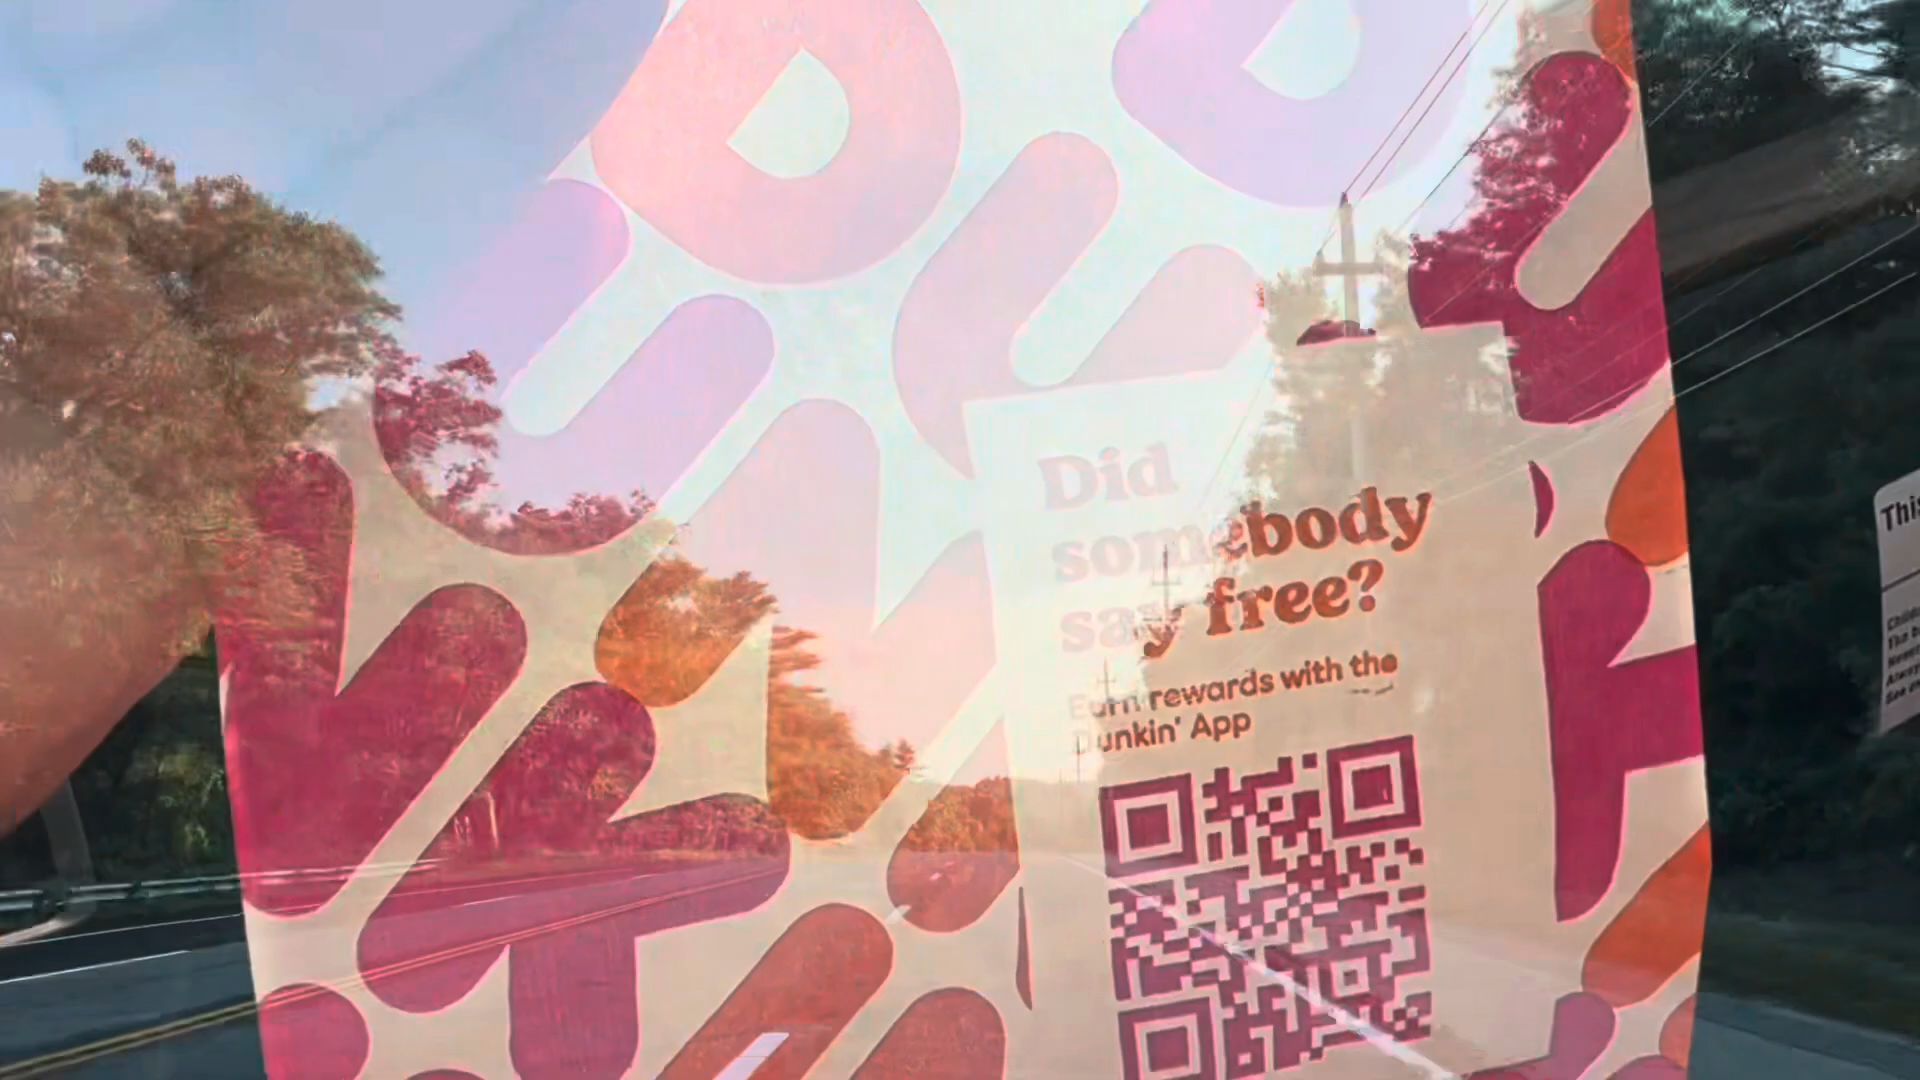 Did
somebody
say free?
Earn rewards with the
Dunkin' App
This